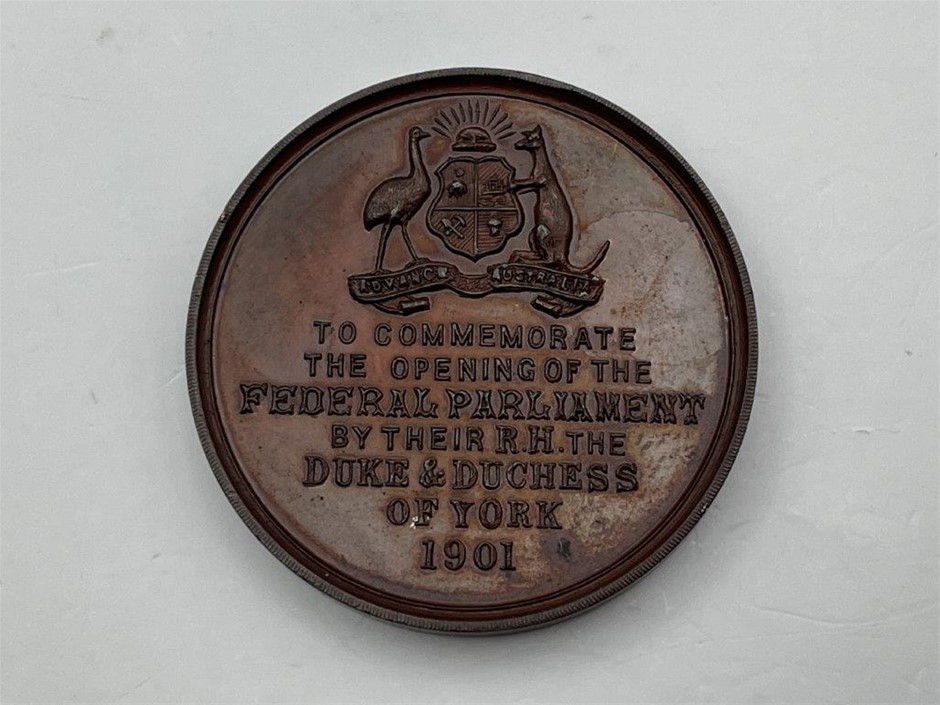 ADVANCE AUSTRALIA
TO COMMEMORATE
THE OPENING OF THE
FEDERAL PARLIAMENT
BY THEIR R.H. THE
DUKE & DUCHESS
OF YORK
1901